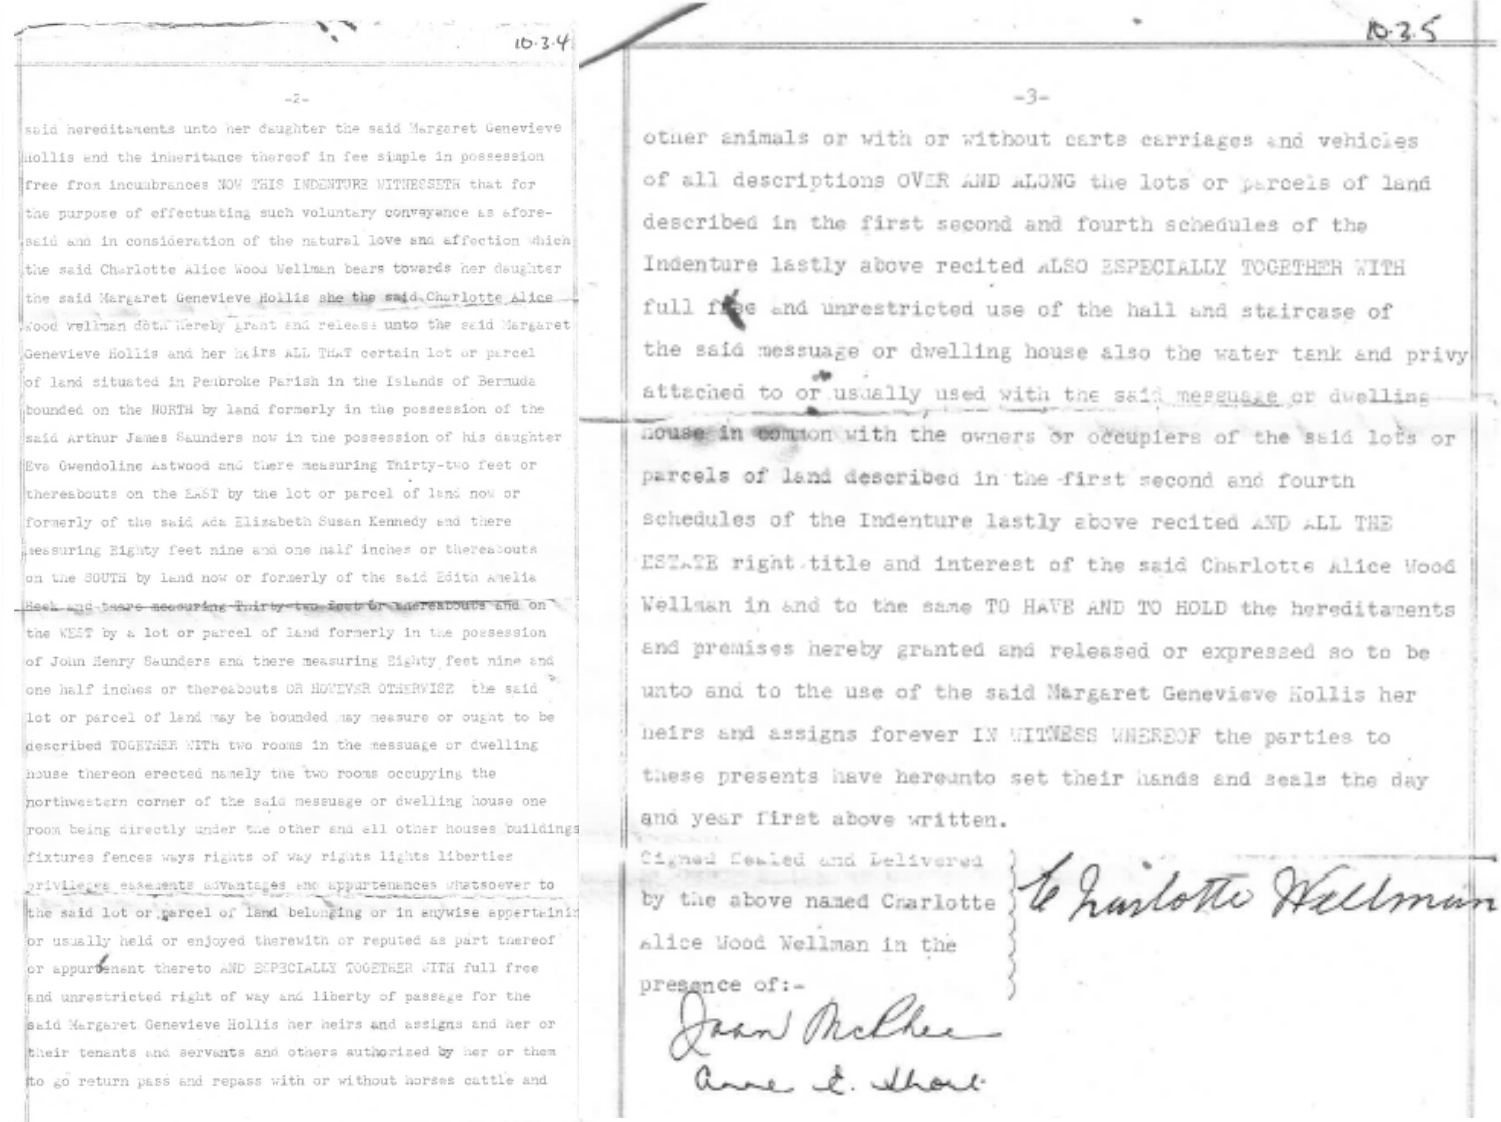 10.3.4
-2-
said hereditaments unto her daughter the said Margaret Genevieve
Hollis and the inheritance thereof in fee simple in possession
free from incumbrances NOW THIS INDENTURE WITNESSETH that for
the purpose of effectuating such voluntary conveyance as afore-
said and in consideration of the natural love and affection which
the said Charlotte Alice Wood Wellman bears towards her daughter
the said Margaret Genevieve Hollis she the said Charlotte Alice
Wood Wellman doth hereby grant and release unto the said Margaret
Genevieve Hollis and her heirs ALL THAT certain lot or parcel
of land situated in Pembroke Parish in the Islands of Bermuda
bounded on the NORTH by land formerly in the possession of the
said Arthur James Saunders now in the possession of his daughter
Eva Gwendoline Astwood and there measuring Thirty-two feet or
thereabouts on the EAST by the lot or parcel of land now or
formerly of the said Ada Elizabeth Susan Kennedy and there
measuring Eighty feet nine and one half inches or thereabouts
on the SOUTH by land now or formerly of the said Edith Amelia
and there measuring Thirty-two feet or thereabouts and on
the WEST by a lot or parcel of land formerly in the possession
of John Henry Saunders and there measuring Eighty feet nine and
one half inches or thereabouts OR HOWEVER OTHERWISE the said
lot or parcel of land may be bounded may measure or ought to be
described TOGETHER WITH two rooms in the messuage or dwelling
house thereon erected namely the two rooms occupying the
northwestern corner of the said messuage or dwelling house one
room being directly under the other and all other houses buildings
fixtures fences ways rights of way rights lights liberties
privileges easements advantages and appurtenances whatsoever to
the said lot or parcel of land belonging or in anywise appertainin
or usually held or enjoyed therewith or reputed as part thereof
or appurtenant thereto AND ESPECIALLY TOGETHER WITH full free
and unrestricted right of way and liberty of passage for the
said Margaret Genevieve Hollis her heirs and assigns and her or
their tenants and servants and others authorized by her or them
to go return pass and repass with or without horses cattle and
10.3.5
-3-
other animals or with or without carts carriages and vehicles
of all descriptions OVER AND ALONG the lots or parcels of land
described in the first second and fourth schedules of the
Indenture lastly above recited ALSO ESPECIALLY TOGETHER WITH
full free and unrestricted use of the hall and staircase of
the said messuage or dwelling house also the water tank and privy
attached to or usually used with the said messuage or dwelling
house in common with the owners or occupiers of the said lots or
parcels of land described in the first second and fourth
schedules of the Indenture lastly above recited AND ALL THE
ESTATE right title and interest of the said Charlotte Alice Wood
Wellman in and to the same TO HAVE AND TO HOLD the hereditaments
and premises hereby granted and released or expressed so to be
unto and to the use of the said Margaret Genevieve Hollis her
heirs and assigns forever IN WITNESS WHEREOF the parties to
these presents have hereunto set their hands and seals the day
and year first above written.
Signed Sealed and Delivered
by the above named Charlotte
Alice Wood Wellman in the
presence of:-
Charlotte Wellman
Joan McPhee
Anne E. Short